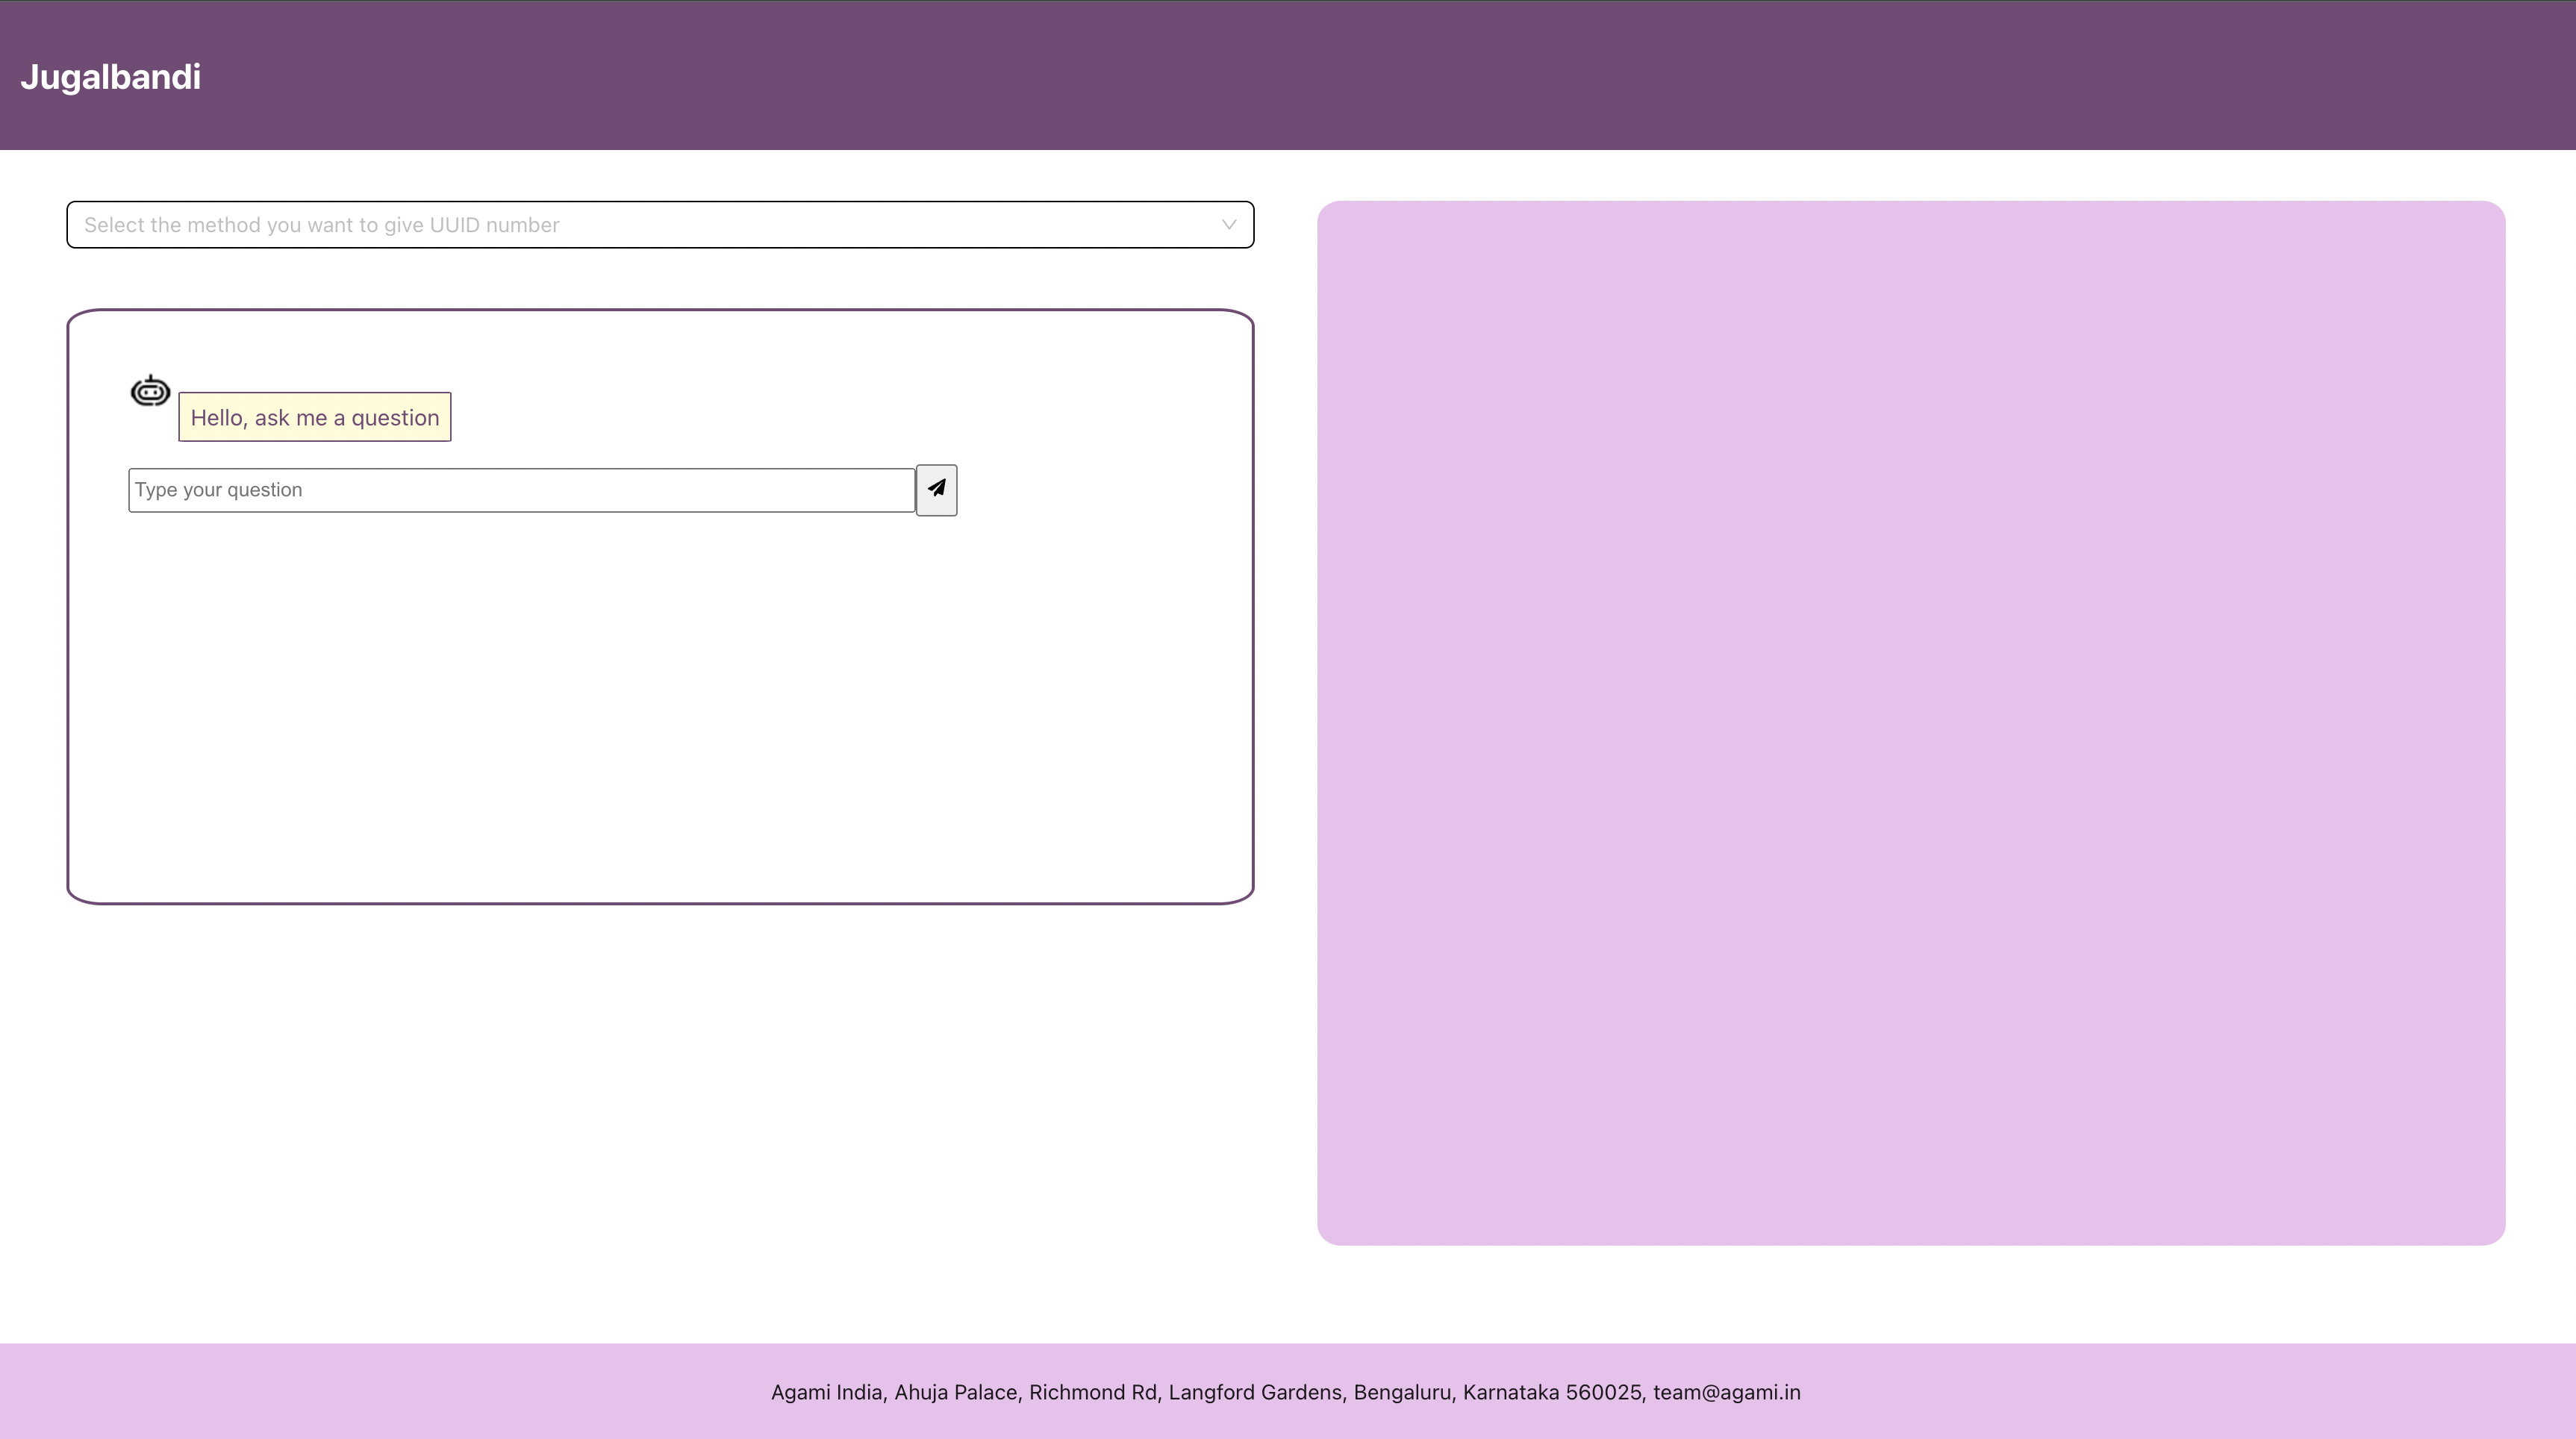 Jugalbandi
Select the method you want to give UUID number
Hello, ask me a question
Type your question
Agami India, Ahuja Palace, Richmond Rd, Langford Gardens, Bengaluru, Karnataka 560025, team@agami.in